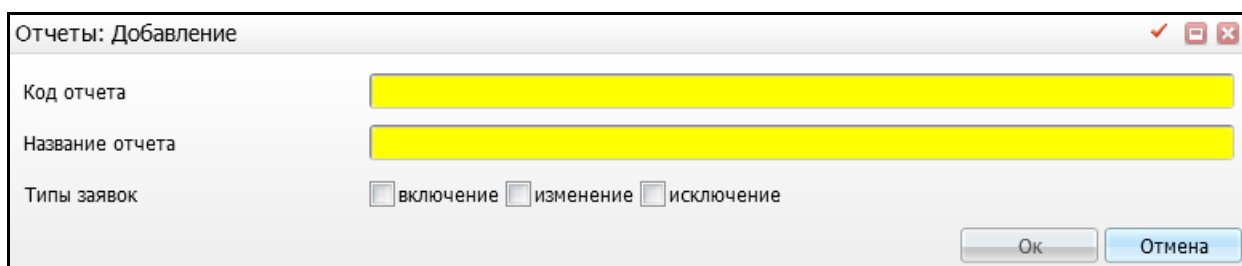 Отчеты: Добавление
Код отчета
Название отчета
Типы заявок включение изменение исключение
Ок Отмена